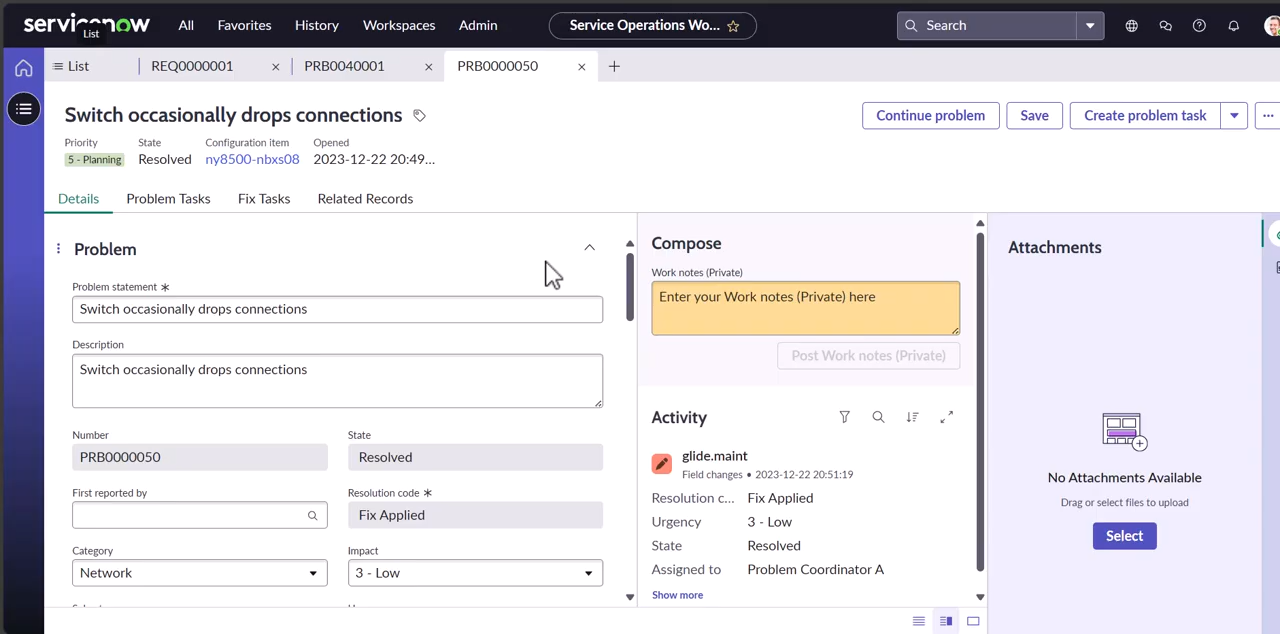 servicenow
List
All
Favorites
History
Workspaces
Admin
Service Operations Wo...
Search
List
REQ0000001
PRB0040001
PRB0000050
Switch occasionally drops connections
Continue problem
Save
Create problem task
Priority
State
Configuration item
Opened
5 - Planning
Resolved
ny8500-nbxs08
2023-12-22 20:49...
Details
Problem Tasks
Fix Tasks
Related Records
Problem
Problem statement *
Switch occasionally drops connections
Description
Switch occasionally drops connections
Number
State
PRB0000050
Resolved
First reported by
Resolution code *
Fix Applied
Category
Impact
Network
3 - Low
Compose
Work notes (Private)
Enter your Work notes (Private) here
Post Work notes (Private)
Activity
glide.maint
Field changes • 2023-12-22 20:51:19
Resolution c... Fix Applied
Urgency 3 - Low
State Resolved
Assigned to Problem Coordinator A
Show more
Attachments
No Attachments Available
Drag or select files to upload
Select